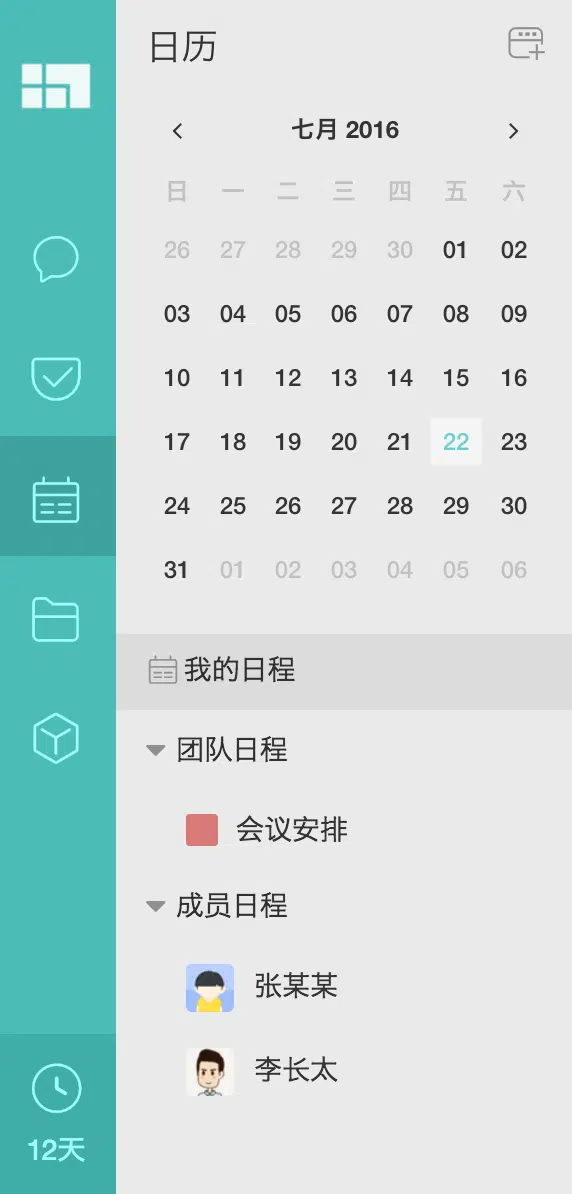 日历
七月 2016
日 一 二 三 四 五 六
26 27 28 29 30 01 02
03 04 05 06 07 08 09
10 11 12 13 14 15 16
17 18 19 20 21 22 23
24 25 26 27 28 29 30
31 01 02 03 04 05 06
我的日程
团队日程
会议安排
成员日程
张某某
李长太
12天